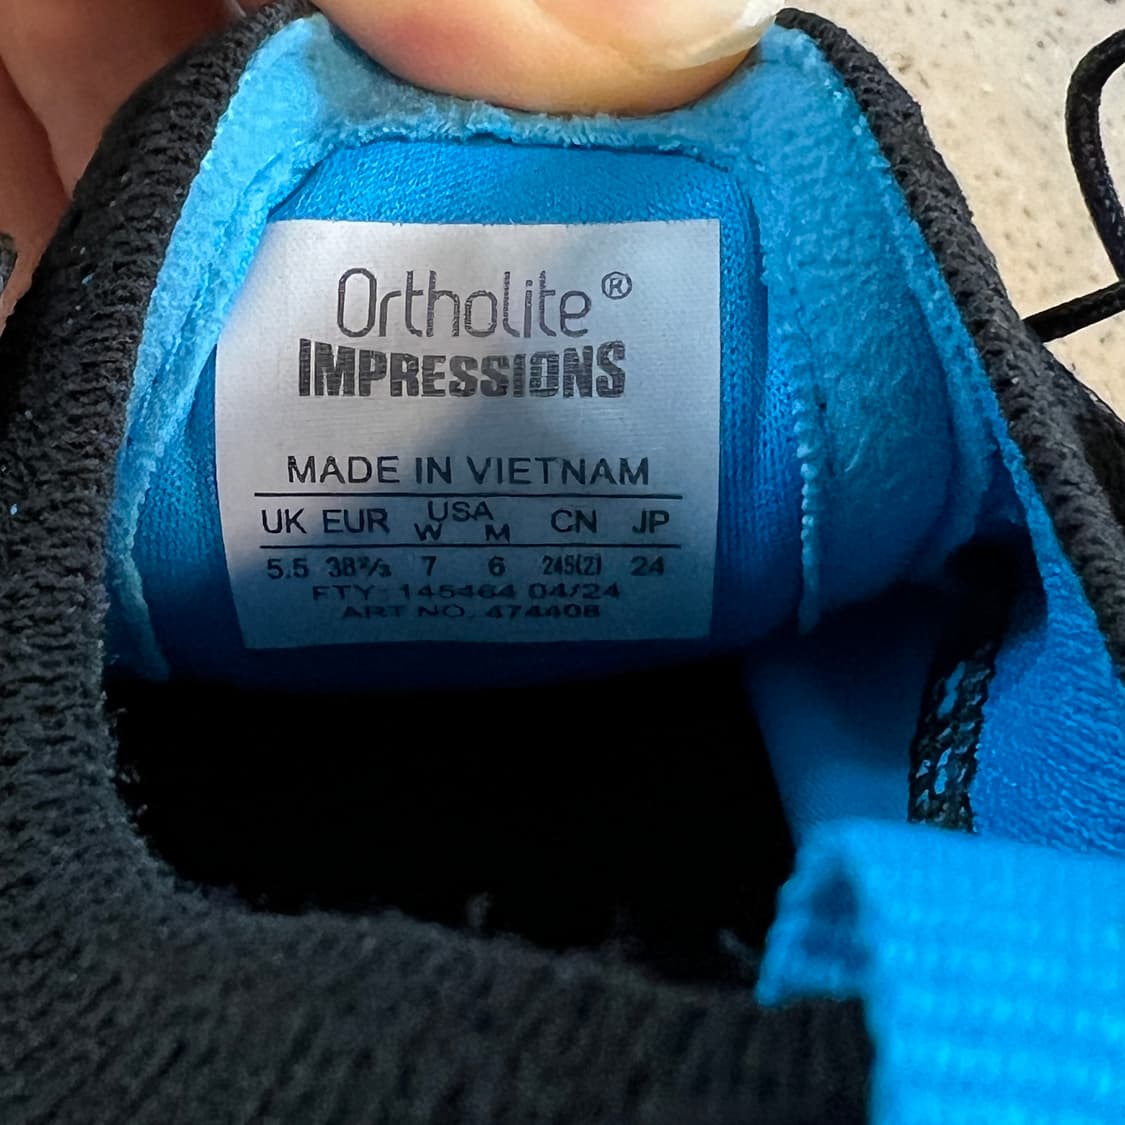 Ortholite®
IMPRESSIONS
MADE IN VIETNAM
UK EUR USA CN JP
W M
5.5 38⅔ 7 6 245(2) 24
FTY: 145464 04/24
ART NO. 474408